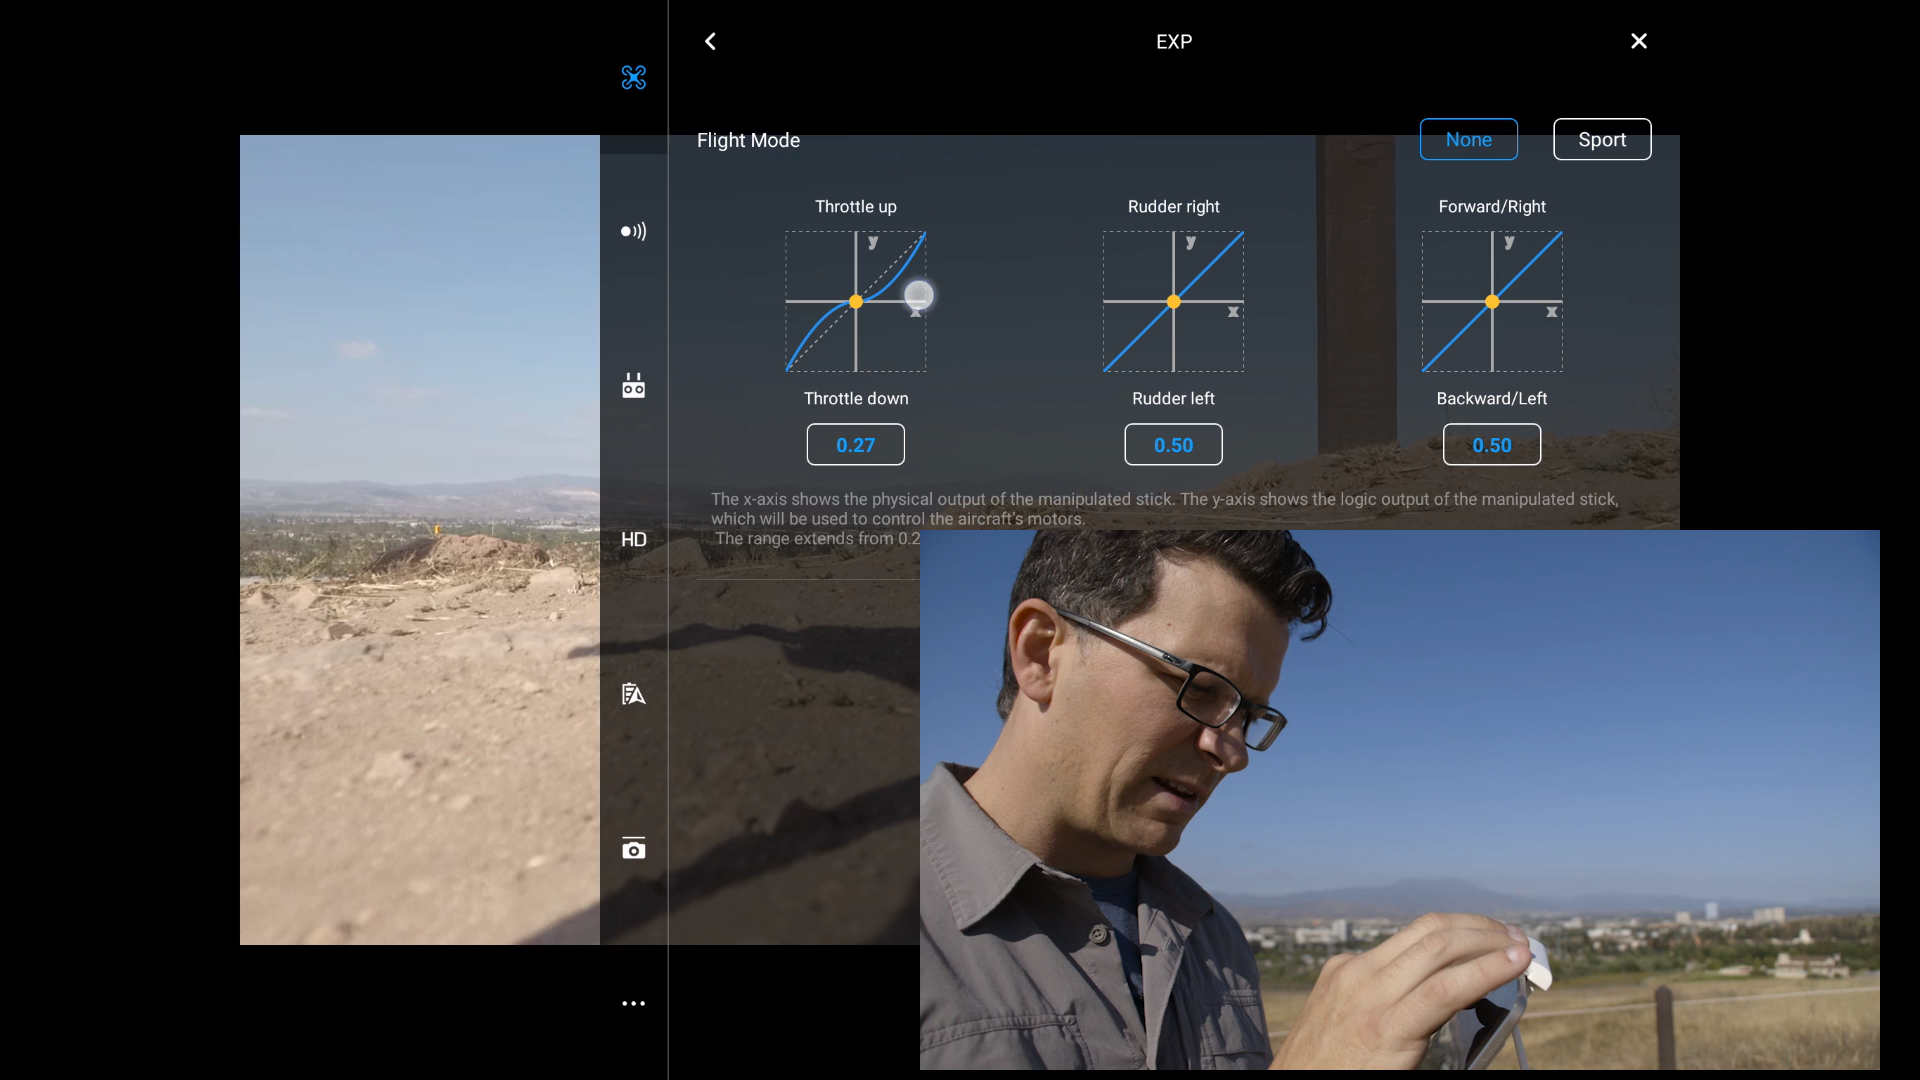 EXP
Flight Mode
None
Sport
Throttle up
Rudder right
Forward/Right
y
y
y
x
x
x
Throttle down
Rudder left
Backward/Left
0.27
0.50
0.50
The x-axis shows the physical output of the manipulated stick. The y-axis shows the logic output of the manipulated stick,
which will be used to control the aircraft's motors.
The range extends from 0.2
HD